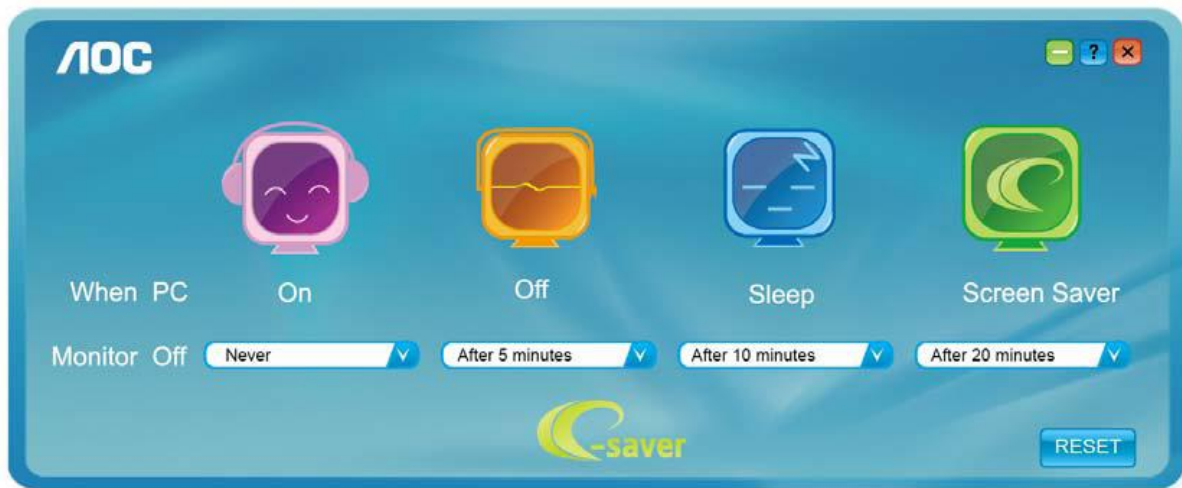 AOC
?
When PC On Off Sleep Screen Saver
Monitor Off Never After 5 minutes After 10 minutes After 20 minutes
e-saver
RESET